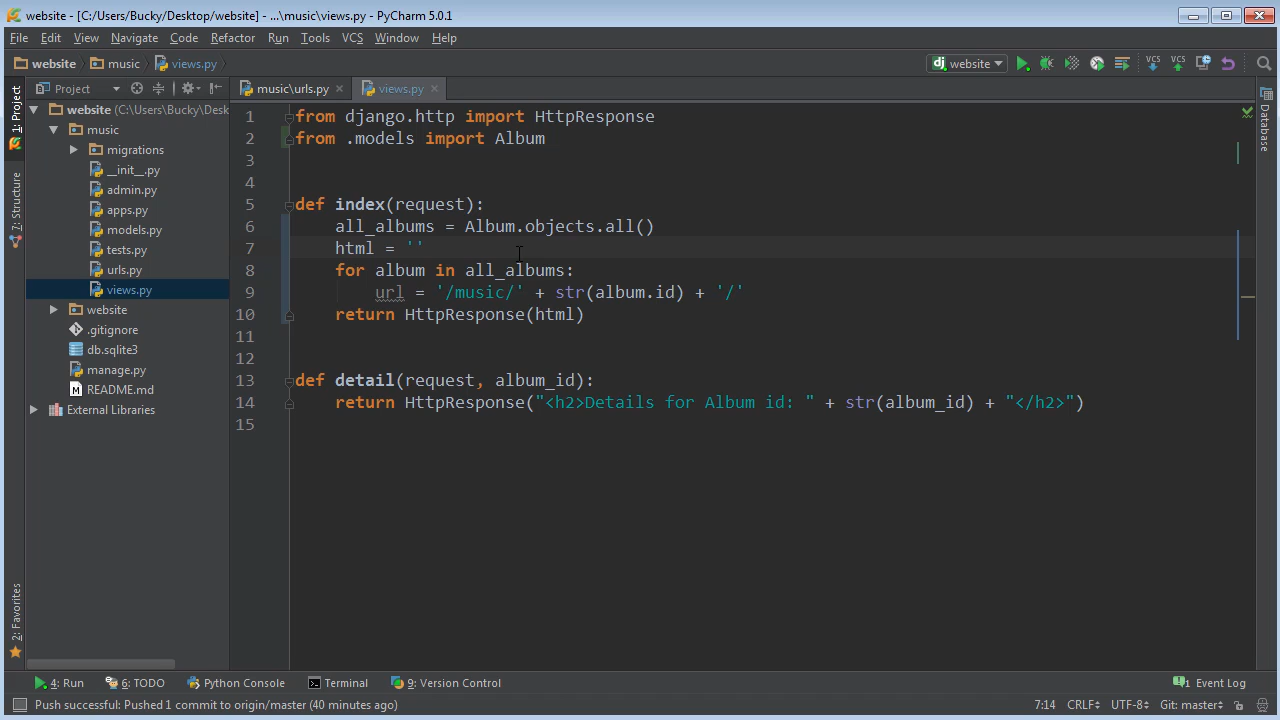 website - [C:/Users/Bucky/Desktop/website] - ...\music\views.py - PyCharm 5.0.1
File Edit View Navigate Code Refactor Run Tools VCS Window Help
website music views.py website VCS VCS
1: Project
Project
music\urls.py views.py
website (C:\Users\Bucky\Desk
music
migrations
__init__.py
admin.py
apps.py
models.py
tests.py
urls.py
views.py
website
.gitignore
db.sqlite3
manage.py
README.md
External Libraries
7: Structure
2: Favorites
Database
1 from django.http import HttpResponse
2 from .models import Album
3
4
5 def index(request):
6 all_albums = Album.objects.all()
7 html = ''
8 for album in all_albums:
9 url = '/music/' + str(album.id) + '/'
10 return HttpResponse(html)
11
12
13 def detail(request, album_id):
14 return HttpResponse("<h2>Details for Album id: " + str(album_id) + "</h2>")
15
4: Run 6: TODO Python Console Terminal 9: Version Control 1 Event Log
Push successful: Pushed 1 commit to origin/master (40 minutes ago) 7:14 CRLF UTF-8 Git: master